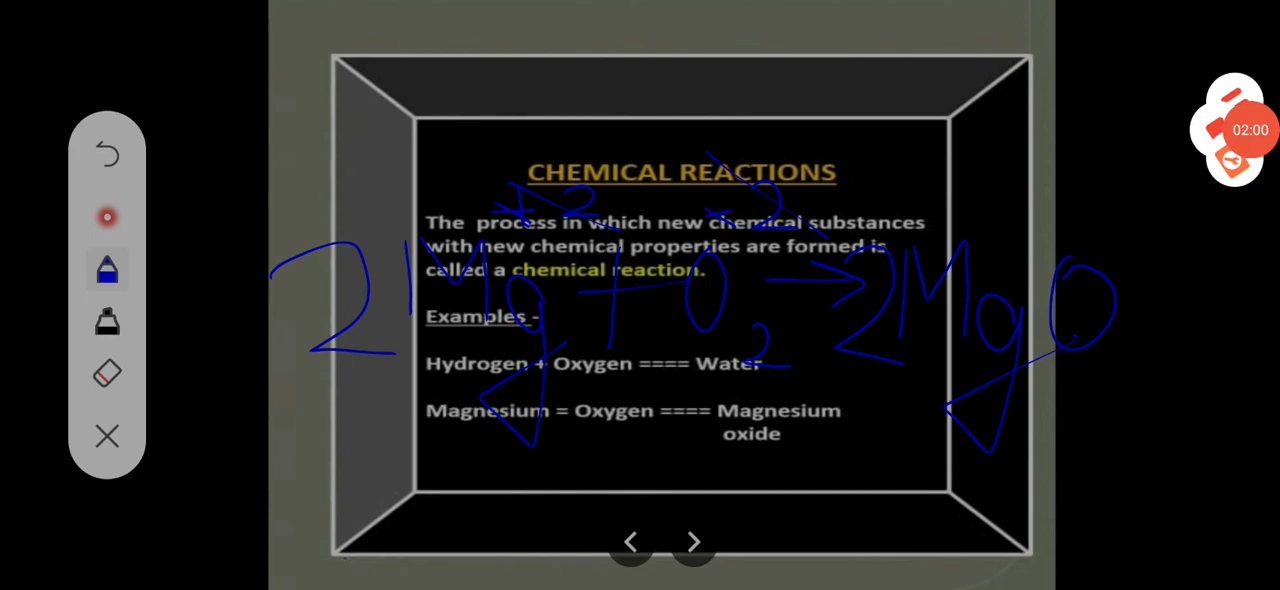 CHEMICAL REACTIONS
The process in which new chemical substances
with new chemical properties are formed is
called a chemical reaction.
Examples -
Hydrogen + Oxygen ==== Water
Magnesium = Oxygen ==== Magnesium
oxide
+2 -2
2Mg + O2 → 2MgO
02:00